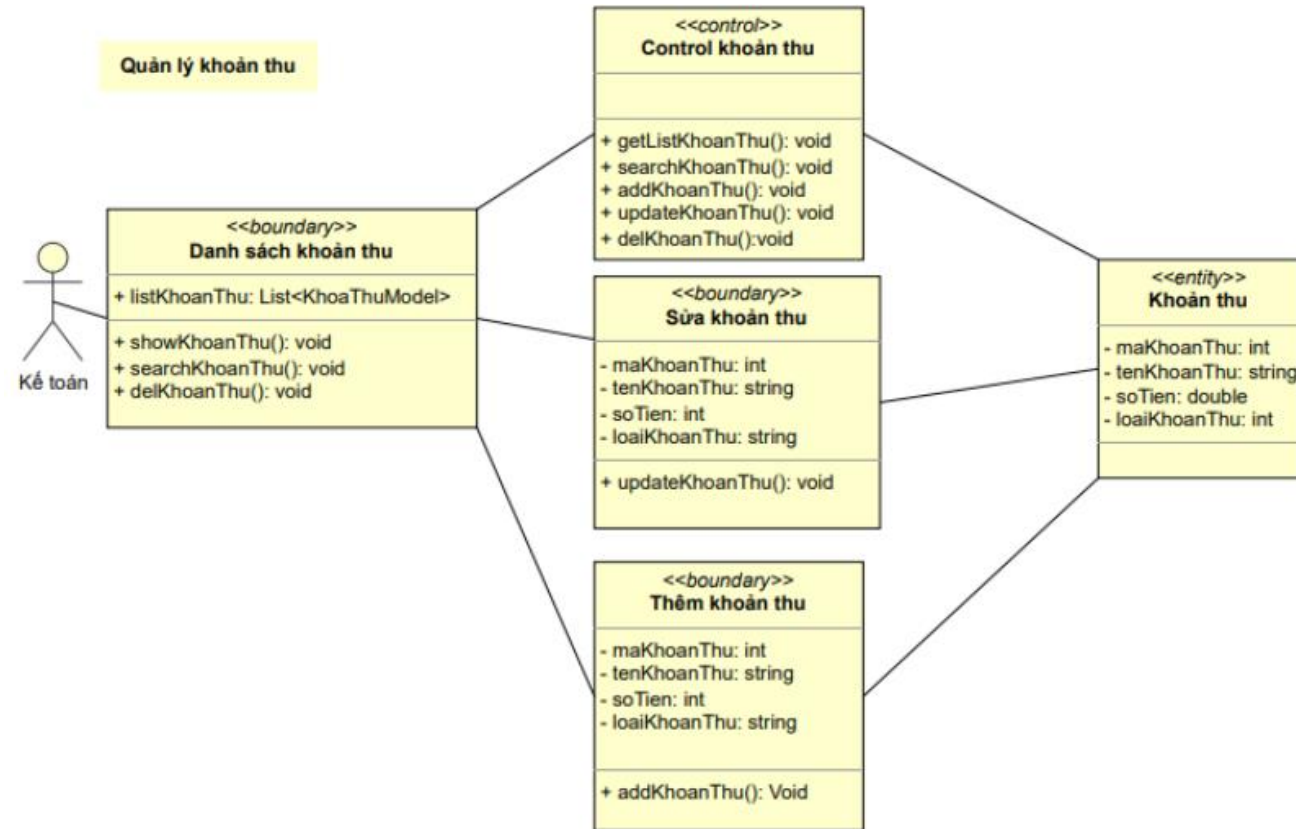 Quản lý khoản thu
<<control>>
Control khoản thu
+ getListKhoanThu(): void
+ searchKhoanThu(): void
+ addKhoanThu(): void
+ updateKhoanThu(): void
+ delKhoanThu():void
Kế toán
<<boundary>>
Danh sách khoản thu
+ listKhoanThu: List<KhoaThuModel>
+ showKhoanThu(): void
+ searchKhoanThu(): void
+ delKhoanThu(): void
<<boundary>>
Sửa khoản thu
- maKhoanThu: int
- tenKhoanThu: string
- soTien: int
- loaiKhoanThu: string
+ updateKhoanThu(): void
<<boundary>>
Thêm khoản thu
- maKhoanThu: int
- tenKhoanThu: string
- soTien: int
- loaiKhoanThu: string
+ addKhoanThu(): Void
<<entity>>
Khoản thu
- maKhoanThu: int
- tenKhoanThu: string
- soTien: double
- loaiKhoanThu: int